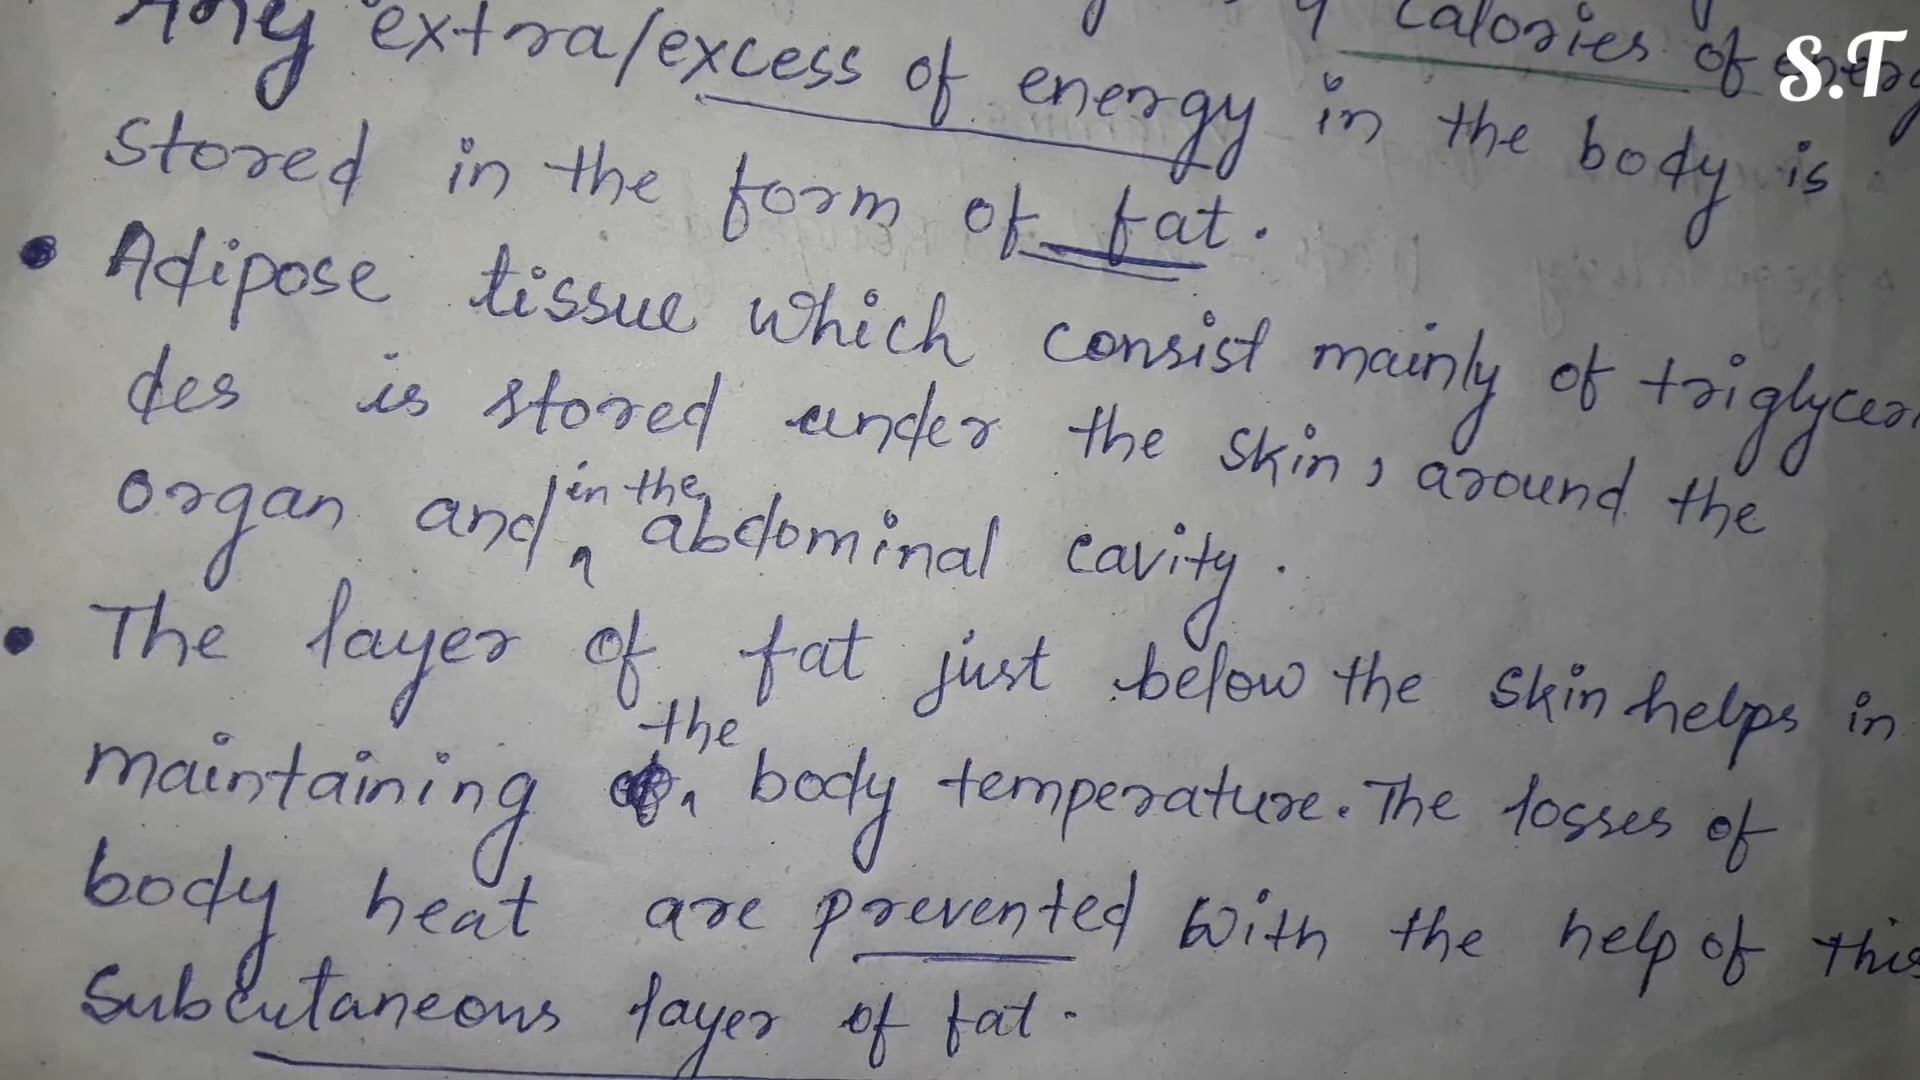 calories of energ
S.T
Any extra/excess of energy in the body is
stored in the form of fat.
• Adipose tissue which consist mainly of triglyceri
des is stored under the skin, around the
organ and in the abdominal cavity.
• The layer of fat just below the skin helps in
maintaining the body temperature. The losses of
body heat are prevented with the help of this
Subcutaneous layer of fat.